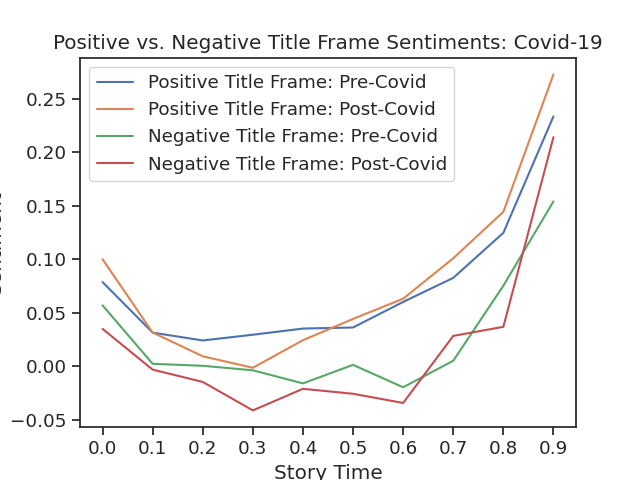 Positive vs. Negative Title Frame Sentiments: Covid-19
Positive Title Frame: Pre-Covid
Positive Title Frame: Post-Covid
Negative Title Frame: Pre-Covid
Negative Title Frame: Post-Covid
0.25
0.20
0.15
0.10
0.05
0.00
−0.05
0.0 0.1 0.2 0.3 0.4 0.5 0.6 0.7 0.8 0.9
Story Time